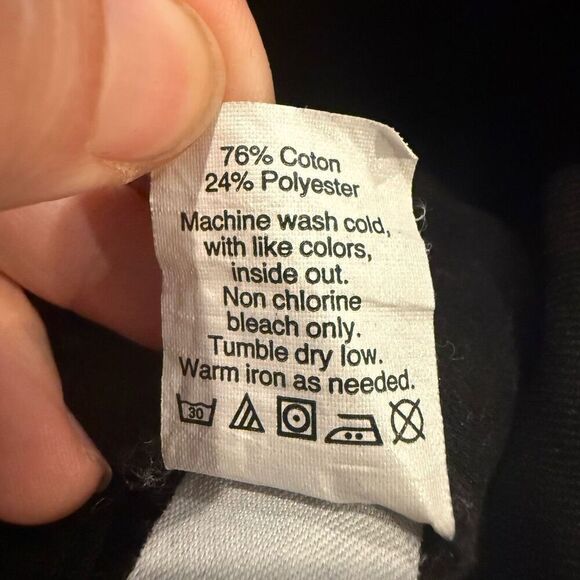 76% Coton
24% Polyester
Machine wash cold,
with like colors,
inside out.
Non chlorine
bleach only.
Tumble dry low.
Warm iron as needed.
30